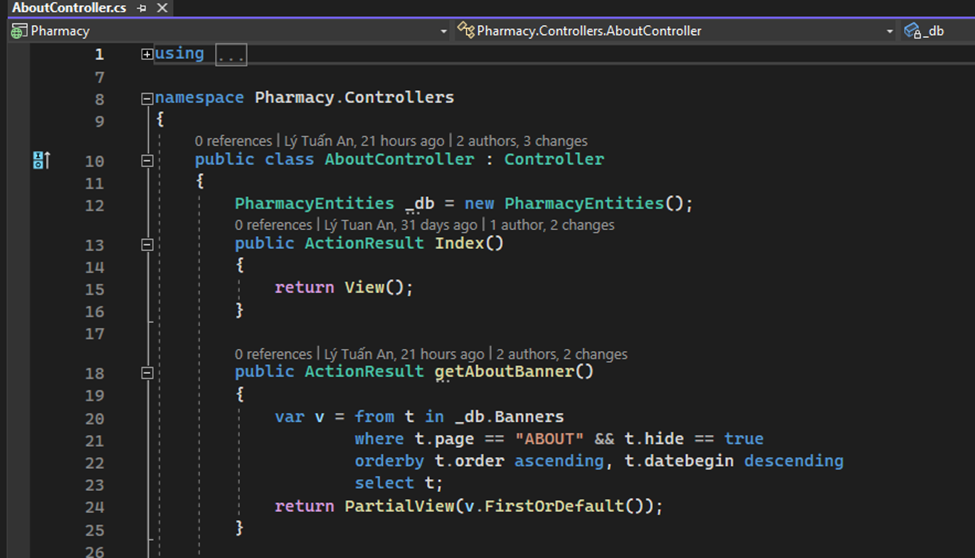 AboutController.cs
Pharmacy Pharmacy.Controllers.AboutController _db
1 using ...
7
8 namespace Pharmacy.Controllers
9 {
0 references | Lý Tuấn An, 21 hours ago | 2 authors, 3 changes
10 public class AboutController : Controller
11 {
12 PharmacyEntities _db = new PharmacyEntities();
0 references | Lý Tuan An, 31 days ago | 1 author, 2 changes
13 public ActionResult Index()
14 {
15 return View();
16 }
17
0 references | Lý Tuấn An, 21 hours ago | 2 authors, 2 changes
18 public ActionResult getAboutBanner()
19 {
20 var v = from t in _db.Banners
21 where t.page == "ABOUT" && t.hide == true
22 orderby t.order ascending, t.datebegin descending
23 select t;
24 return PartialView(v.FirstOrDefault());
25 }
26